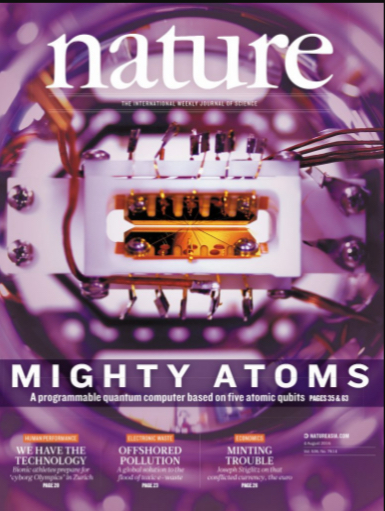 nature
THE INTERNATIONAL WEEKLY JOURNAL OF SCIENCE
MIGHTY ATOMS
A programmable quantum computer based on five atomic qubits PAGES 35 & 63
HUMAN PERFORMANCE
WE HAVE THE
TECHNOLOGY
Bionic athletes prepare for
‘cyborg Olympics’ in Zurich
PAGE 20
ELECTRONIC WASTE
OFFSHORED
POLLUTION
A global solution to the
flood of toxic e-waste
PAGE 23
ECONOMICS
MINTING
TROUBLE
Joseph Stiglitz on that
conflicted currency, the euro
PAGE 26
NATURE.COM